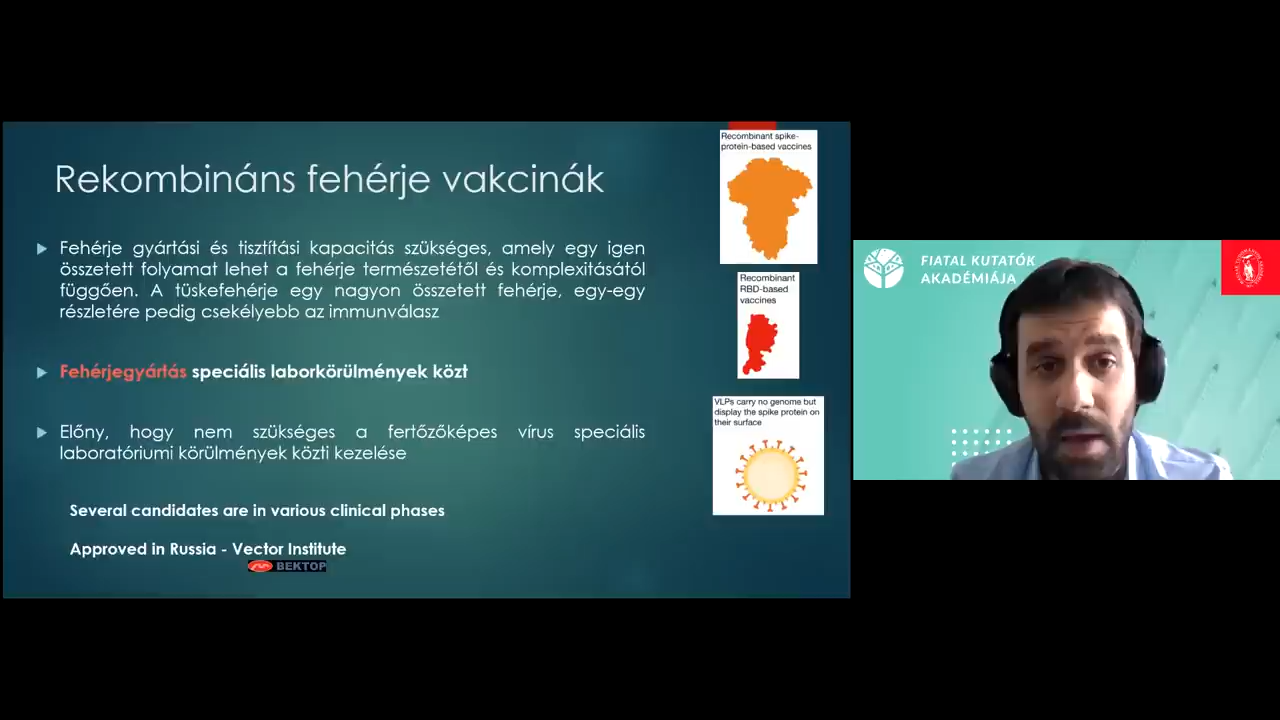 Rekombináns fehérje vakcinák
Fehérje gyártási és tisztítási kapacitás szükséges, amely egy igen
összetett folyamat lehet a fehérje természetétől és komplexitásától
függően. A tüskefehérje egy nagyon összetett fehérje, egy-egy
részletére pedig csekélyebb az immunválasz
Fehérjegyártás speciális laborkörülmények közt
Előny, hogy nem szükséges a fertőzőképes vírus speciális
laboratóriumi körülmények közti kezelése
Several candidates are in various clinical phases
Approved in Russia - Vector Institute
ВЕКТОР
Recombinant spike-
protein-based vaccines
Recombinant
RBD-based
vaccines
VLPs carry no genome but
display the spike protein on
their surface
FIATAL KUTATÓK
AKADÉMIÁJA